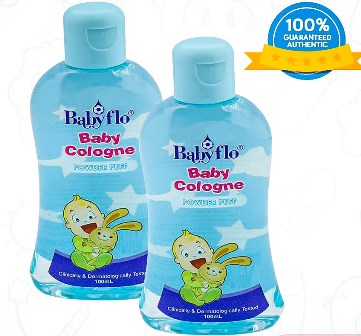 100%
GUARANTEED
AUTHENTIC
Babyflo®
Baby
Cologne
POWDER PUFF
Clinically & Dermatologically Tested
100mL
Babyflo®
Baby
Cologne
POWDER PUFF
Clinically & Dermatologically Tested
100mL